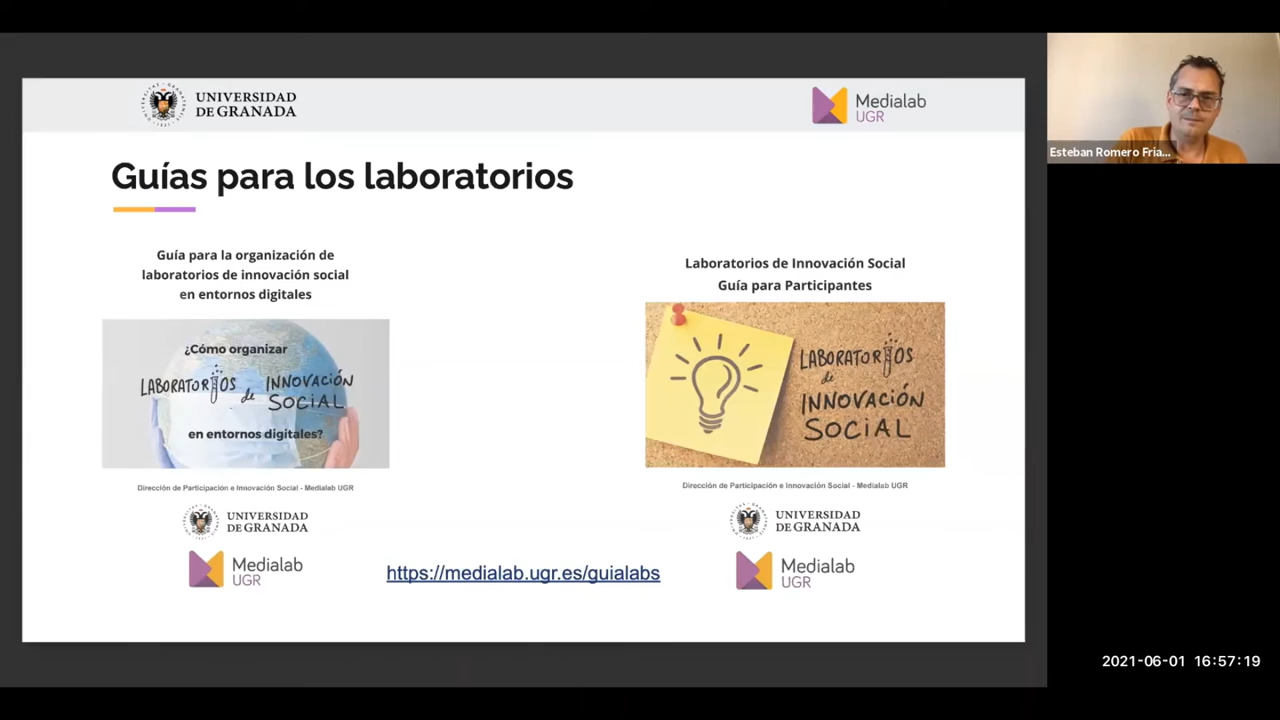 UNIVERSIDAD
DE GRANADA
Medialab
UGR
Guías para los laboratorios
Guía para la organización de
laboratorios de innovación social
en entornos digitales
¿Cómo organizar
LABORATORIOS de INNOVACIÓN
SOCIAL
en entornos digitales?
Dirección de Participación e Innovación Social - Medialab UGR
UNIVERSIDAD
DE GRANADA
Medialab
UGR
https://medialab.ugr.es/guialabs
Laboratorios de Innovación Social
Guía para Participantes
LABORATORIOS
de
INNOVACIÓN
SOCIAL
Dirección de Participación e Innovación Social - Medialab UGR
UNIVERSIDAD
DE GRANADA
Medialab
UGR
Esteban Romero Fria...
2021-06-01 16:57:19